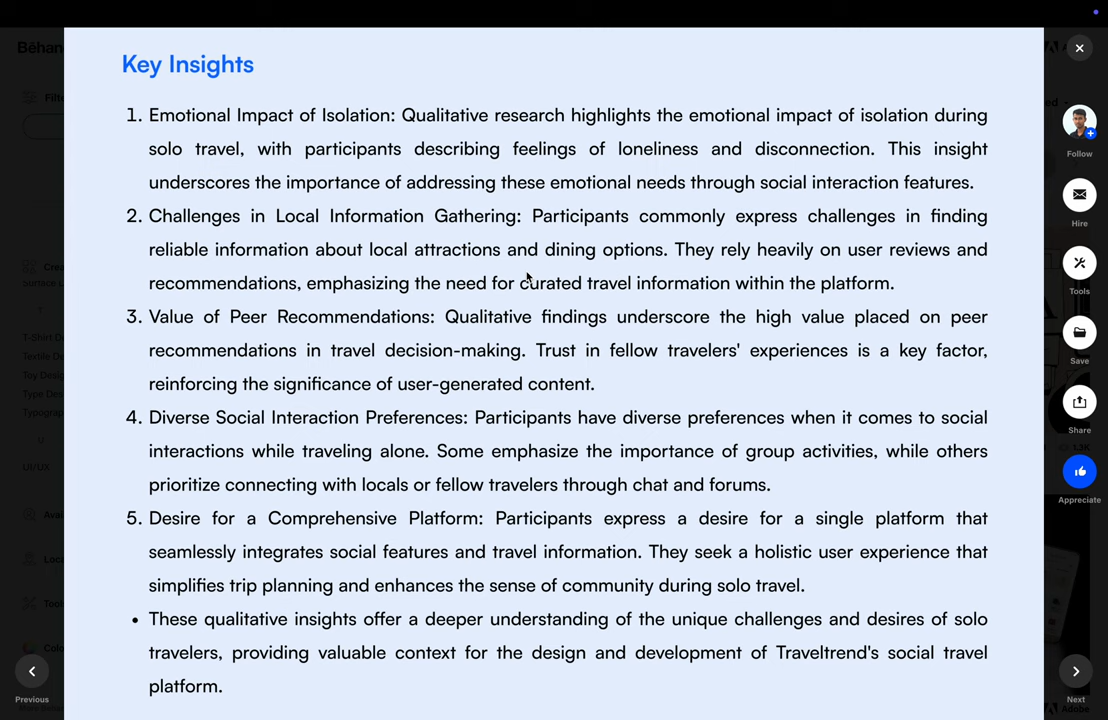 Key Insights
1. Emotional Impact of Isolation: Qualitative research highlights the emotional impact of isolation during
solo travel, with participants describing feelings of loneliness and disconnection. This insight
underscores the importance of addressing these emotional needs through social interaction features.
2. Challenges in Local Information Gathering: Participants commonly express challenges in finding
reliable information about local attractions and dining options. They rely heavily on user reviews and
recommendations, emphasizing the need for curated travel information within the platform.
3. Value of Peer Recommendations: Qualitative findings underscore the high value placed on peer
recommendations in travel decision-making. Trust in fellow travelers' experiences is a key factor,
reinforcing the significance of user-generated content.
4. Diverse Social Interaction Preferences: Participants have diverse preferences when it comes to social
interactions while traveling alone. Some emphasize the importance of group activities, while others
prioritize connecting with locals or fellow travelers through chat and forums.
5. Desire for a Comprehensive Platform: Participants express a desire for a single platform that
seamlessly integrates social features and travel information. They seek a holistic user experience that
simplifies trip planning and enhances the sense of community during solo travel.
• These qualitative insights offer a deeper understanding of the unique challenges and desires of solo
travelers, providing valuable context for the design and development of Traveltrend's social travel
platform.
Follow
Hire
Tools
Save
Share
Appreciate
Previous
Next
UI/UX
Adobe